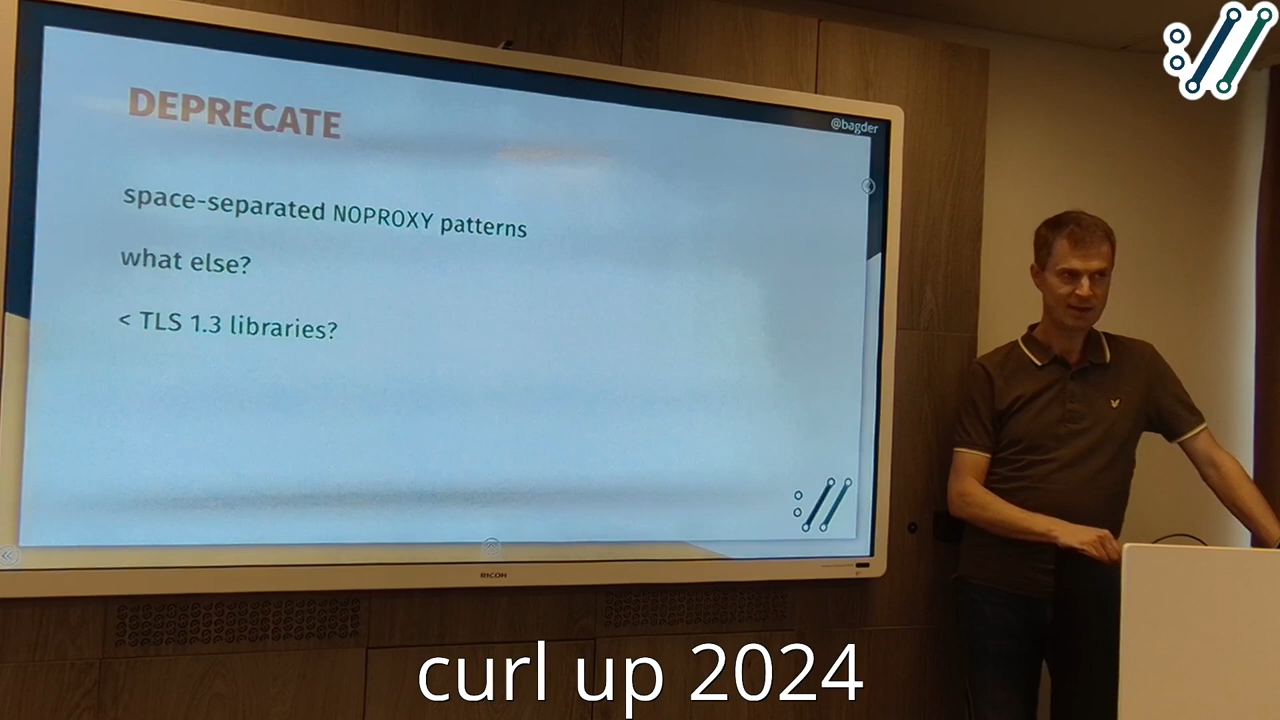 DEPRECATE
@bagder
space-separated NOPROXY patterns
what else?
< TLS 1.3 libraries?
RICOH
curl up 2024